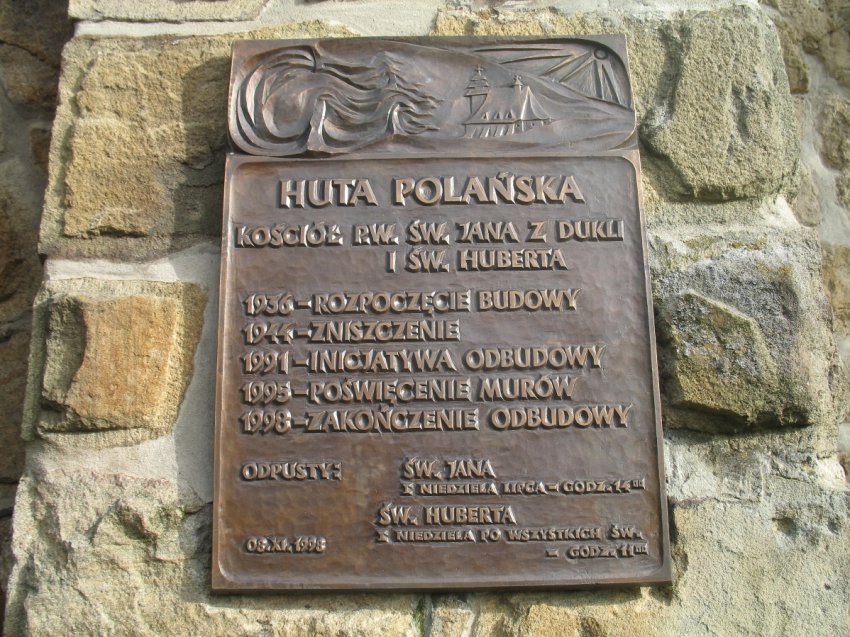 HUTA POLAŃSKA
KOŚCIÓŁ P.W. ŚW. JANA Z DUKLI
I ŚW. HUBERTA
1936-ROZPOCZĘCIE BUDOWY
1944-ZNISZCZENIE
1991-INICJATYWA ODBUDOWY
1995-POŚWIĘCENIE MURÓW
1998-ZAKOŃCZENIE ODBUDOWY
ODPUSTY: ŚW. JANA
I NIEDZIELA LIPCA - GODZ. 14⁰⁰
ŚW. HUBERTA
I NIEDZIELA PO WSZYSTKICH ŚW.
08.XI.1998 - GODZ. 11⁰⁰